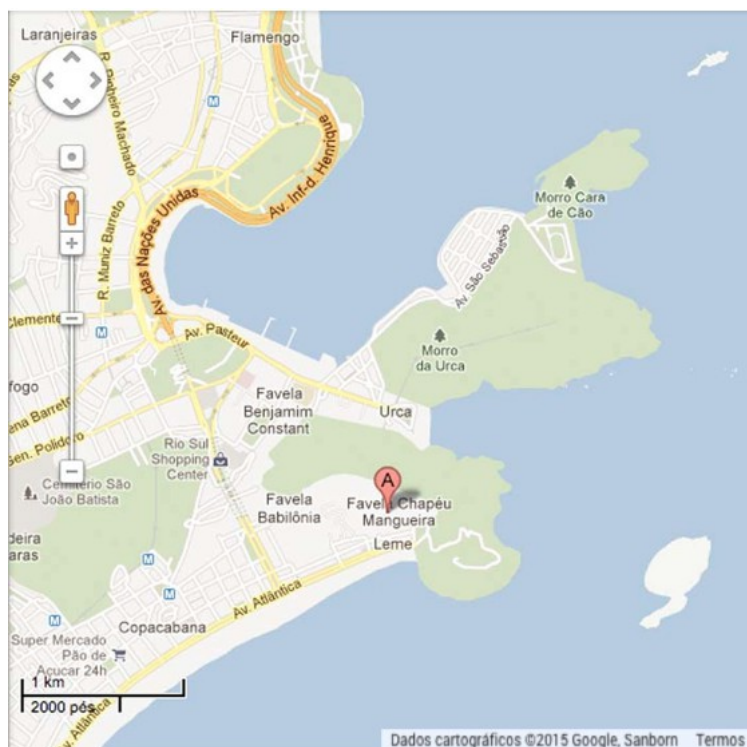 Laranjeiras
Flamengo
R. Pinheiro Machado
M
Av. Inf-d. Henrique
Av. das Nações Unidas
R. Muniz Barreto
Morro Cara
de Cão
Av. São Sebastião
Clemente
M
Av. Pasteur
Morro
da Urca
fogo
Favela
Benjamim
Constant
Urca
ena Barreto
Gen. Polidoro
Rio Sul
Shopping
Center
Cemitério São
João Batista
A
Favela
Babilônia
Favela Chapéu
Mangueira
deira
aras
Leme
M
M
Av. Atlântica
Copacabana
Super Mercado
Pão de
Açucar 24h
1 km
2000 pés
Av. Atlântica
Dados cartográficos ©2015 Google, Sanborn
Termos